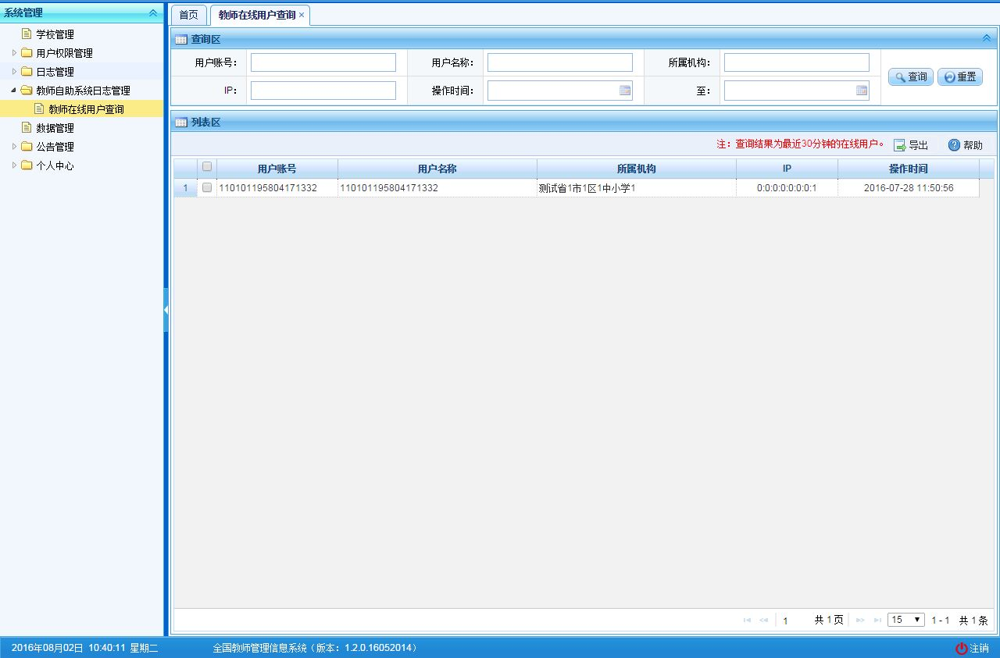 系统管理
学校管理
用户权限管理
日志管理
教师自助系统日志管理
教师在线用户查询
数据管理
公告管理
个人中心
首页 教师在线用户查询 ×
查询区
用户账号： 用户名称： 所属机构：
IP： 操作时间： 至：
查询 重置
列表区
注：查询结果为最近30分钟的在线用户。 导出 帮助
用户账号 用户名称 所属机构 IP 操作时间
1 110101195804171332 110101195804171332 测试省1市1区1中小学1 0:0:0:0:0:0:0:1 2016-07-28 11:50:56
1 共 1 页 15 1 - 1 共 1 条
2016年08月02日 10:40:11 星期二 全国教师管理信息系统（版本：1.2.0.16052014） 注销